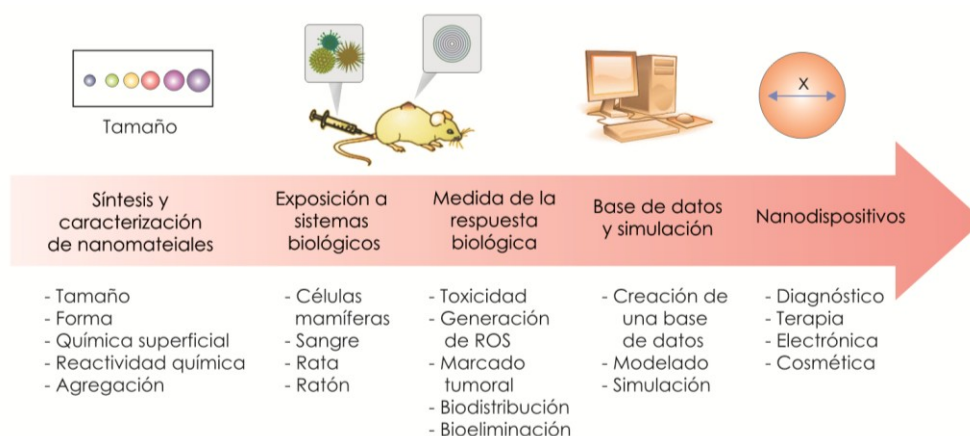 Tamaño
X
Síntesis y
caracterización
de nanomateiales
Exposición a
sistemas
biológicos
Medida de la
respuesta
biológica
Base de datos
y simulación
Nanodispositivos
- Tamaño
- Forma
- Química superficial
- Reactividad química
- Agregación
- Células
mamíferas
- Sangre
- Rata
- Ratón
- Toxicidad
- Generación
de ROS
- Marcado
tumoral
- Biodistribución
- Bioeliminación
- Creación de
una base
de datos
- Modelado
- Simulación
- Diagnóstico
- Terapia
- Electrónica
- Cosmética